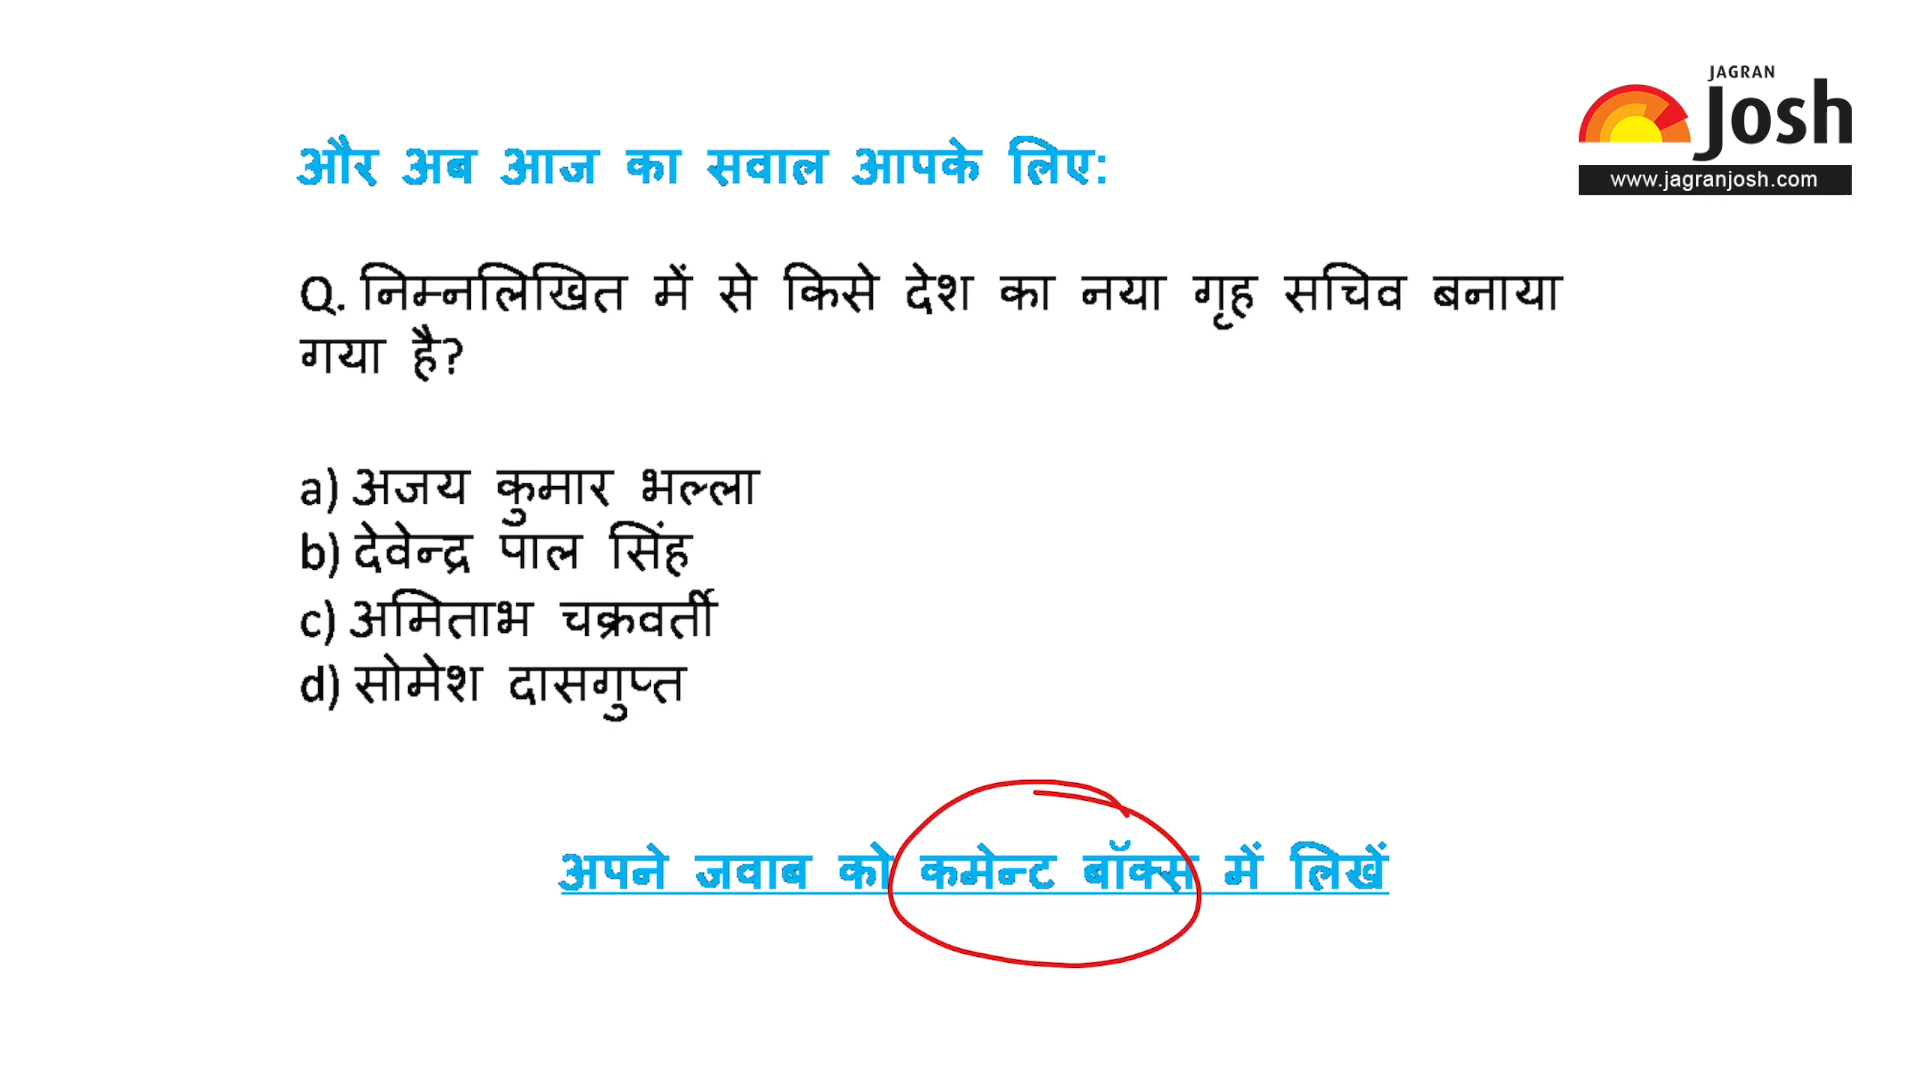 JAGRAN
Josh
www.jagranjosh.com
और अब आज का सवाल आपके लिए:
Q. निम्नलिखित में से किसे देश का नया गृह सचिव बनाया
गया है?
a) अजय कुमार भल्ला
b) देवेन्द्र पाल सिंह
c) अमिताभ चक्रवर्ती
d) सोमेश दासगुप्त
अपने जवाब को कमेन्ट बॉक्स में लिखें